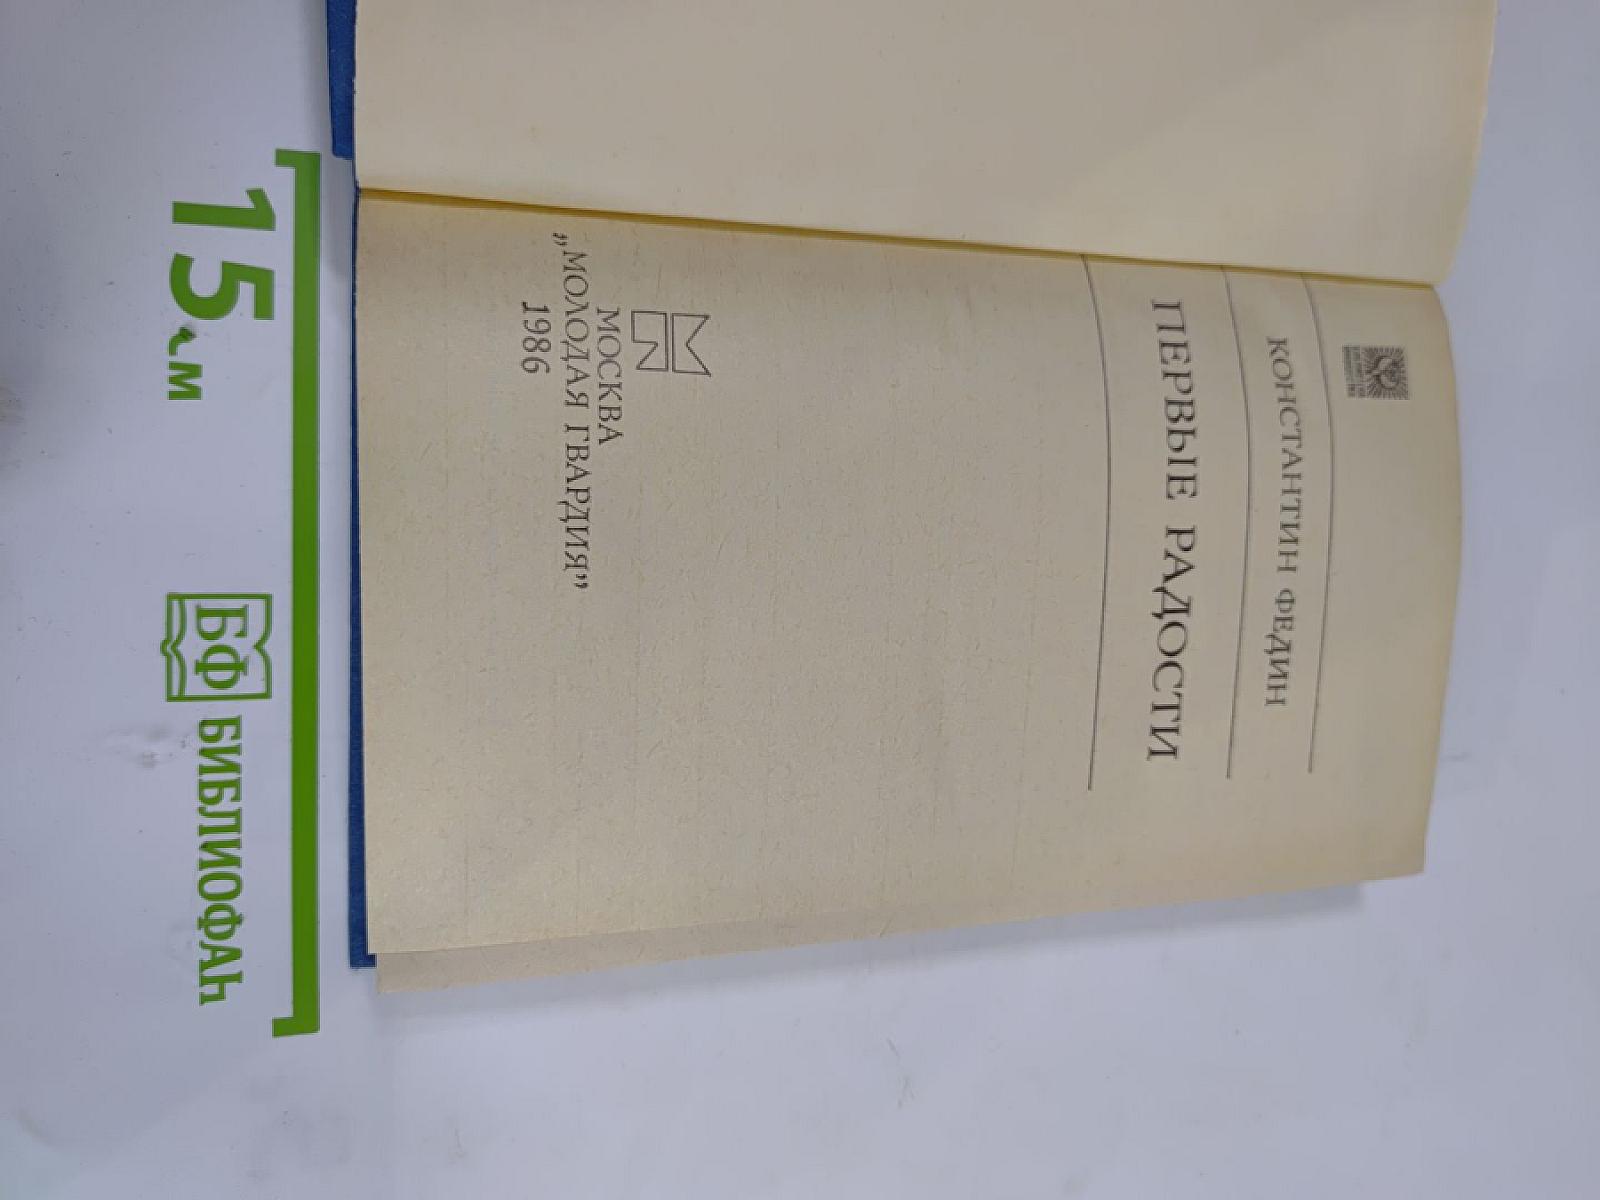 КОНСТАНТИН ФЕДИН
ПЕРВЫЕ РАДОСТИ
МОСКВА
„МОЛОДАЯ ГВАРДИЯ”
1986
15 см
БФ БИБЛИОФАН